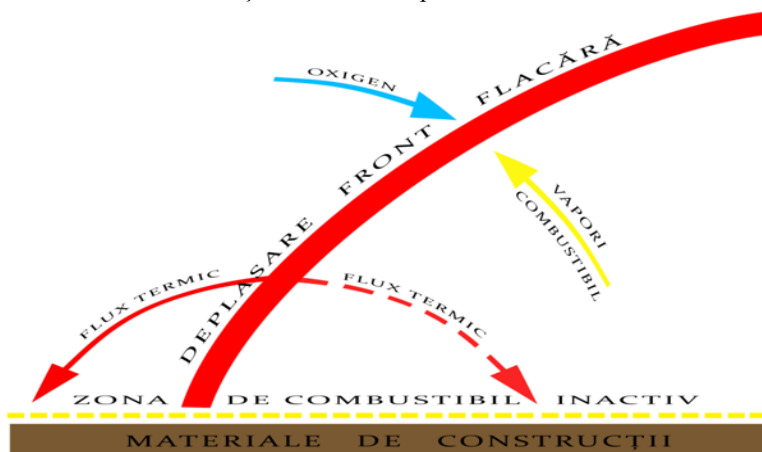 OXIGEN
DEPLASARE FRONT FLACĂRĂ
VAPORI
COMBUSTIBIL
FLUX TERMIC
FLUX TERMIC
ZONA DE COMBUSTIBIL INACTIV
MATERIALE DE CONSTRUCȚII